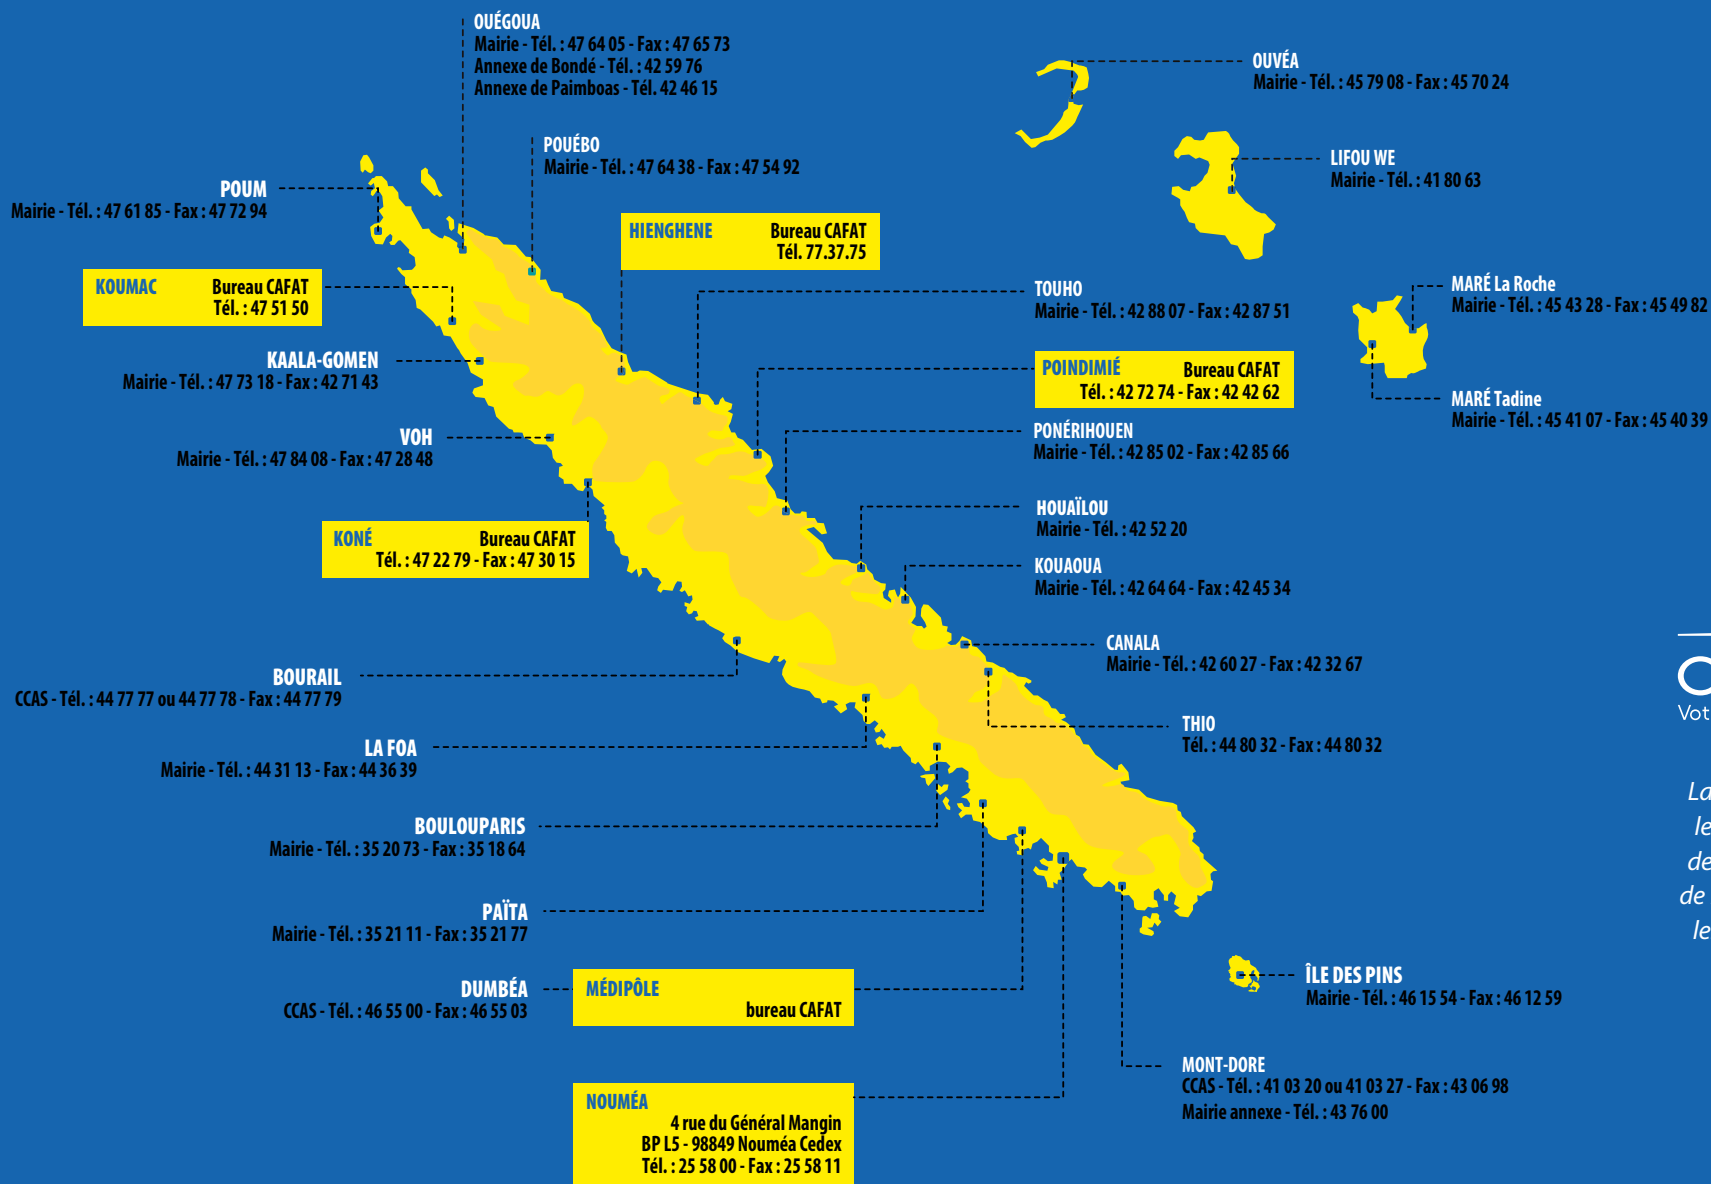 OUÉGOUA
Mairie - Tél. : 47 64 05 - Fax : 47 65 73
Annexe de Bondé - Tél. : 42 59 76
Annexe de Paimboas - Tél. 42 46 15
POUÉBO
Mairie - Tél. : 47 64 38 - Fax : 47 54 92
POUM
Mairie - Tél. : 47 61 85 - Fax : 47 72 94
HIENGHENE Bureau CAFAT
Tél. 77.37.75
KOUMAC Bureau CAFAT
Tél. : 47 51 50
KAALA-GOMEN
Mairie - Tél. : 47 73 18 - Fax : 42 71 43
VOH
Mairie - Tél. : 47 84 08 - Fax : 47 28 48
KONÉ Bureau CAFAT
Tél. : 47 22 79 - Fax : 47 30 15
BOURAIL
CCAS - Tél. : 44 77 77 ou 44 77 78 - Fax : 44 77 79
LA FOA
Mairie - Tél. : 44 31 13 - Fax : 44 36 39
BOULOUPARIS
Mairie - Tél. : 35 20 73 - Fax : 35 18 64
PAÏTA
Mairie - Tél. : 35 21 11 - Fax : 35 21 77
DUMBÉA
CCAS - Tél. : 46 55 00 - Fax : 46 55 03
MÉDIPÔLE
bureau CAFAT
NOUMÉA
4 rue du Général Mangin
BP L5 - 98849 Nouméa Cedex
Tél. : 25 58 00 - Fax : 25 58 11
OUVÉA
Mairie - Tél. : 45 79 08 - Fax : 45 70 24
LIFOU WE
Mairie - Tél. : 41 80 63
MARÉ La Roche
Mairie - Tél. : 45 43 28 - Fax : 45 49 82
MARÉ Tadine
Mairie - Tél. : 45 41 07 - Fax : 45 40 39
TOUHO
Mairie - Tél. : 42 88 07 - Fax : 42 87 51
POINDIMIÉ Bureau CAFAT
Tél. : 42 72 74 - Fax : 42 42 62
PONÉRIHOUEN
Mairie - Tél. : 42 85 02 - Fax : 42 85 66
HOUAÏLOU
Mairie - Tél. : 42 52 20
KOUAOUA
Mairie - Tél. : 42 64 64 - Fax : 42 45 34
CANALA
Mairie - Tél. : 42 60 27 - Fax : 42 32 67
THIO
Tél. : 44 80 32 - Fax : 44 80 32
ÎLE DES PINS
Mairie - Tél. : 46 15 54 - Fax : 46 12 59
MONT-DORE
CCAS - Tél. : 41 03 20 ou 41 03 27 - Fax : 43 06 98
Mairie annexe - Tél. : 43 76 00
Vot
La
le
de
de
le